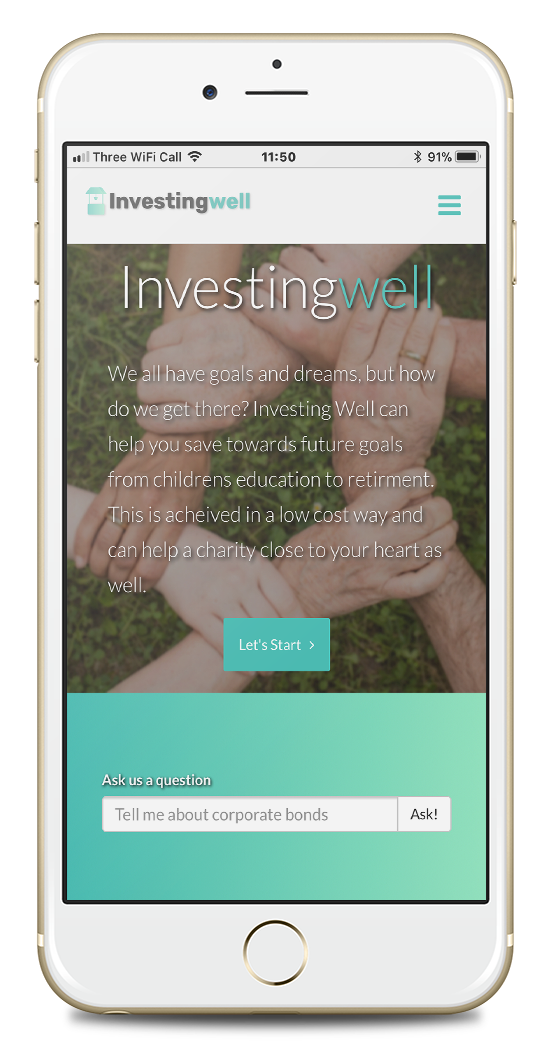 Three WiFi Call 11:50 91%
Investingwell
Investingwell
We all have goals and dreams, but how
do we get there? Investing Well can
help you save towards future goals
from childrens education to retirment.
This is acheived in a low cost way and
can help a charity close to your heart as
well.
Let's Start
Ask us a question
Tell me about corporate bonds Ask!